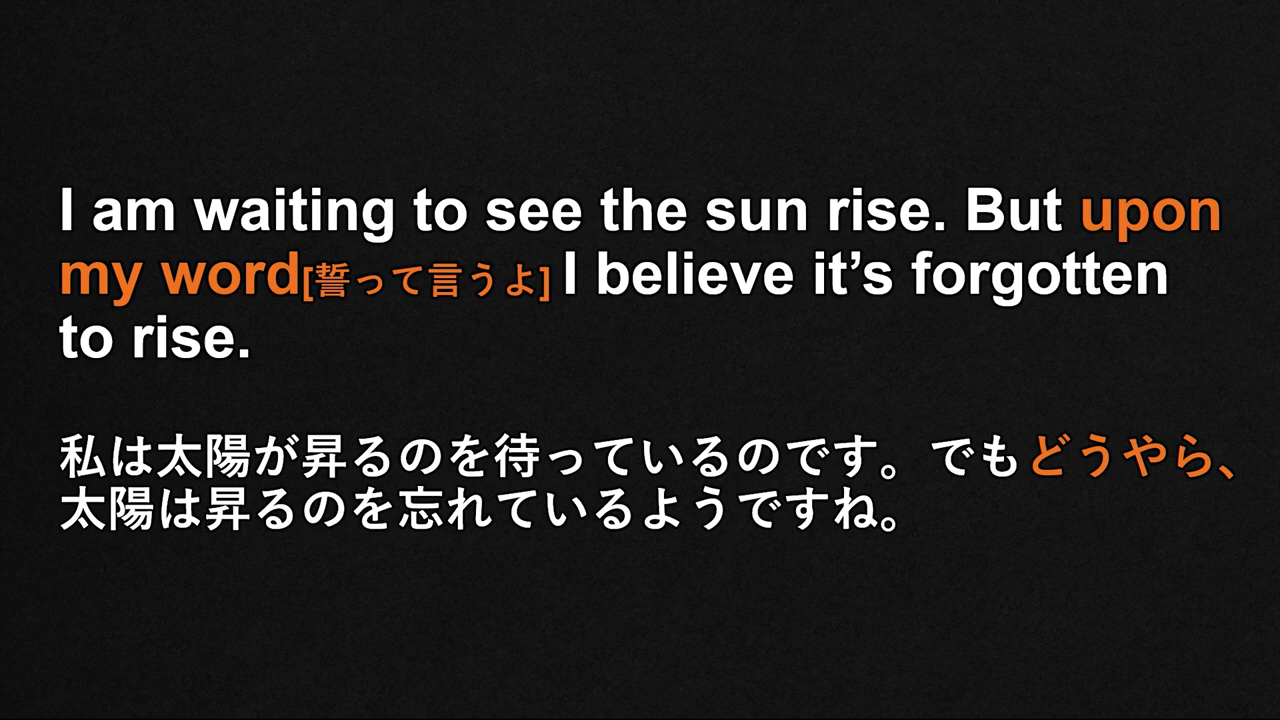 I am waiting to see the sun rise. But upon
my word[誓って言うよ] I believe it’s forgotten
to rise.
私は太陽が昇るのを待っているのです。でもどうやら、
太陽は昇るのを忘れているようですね。